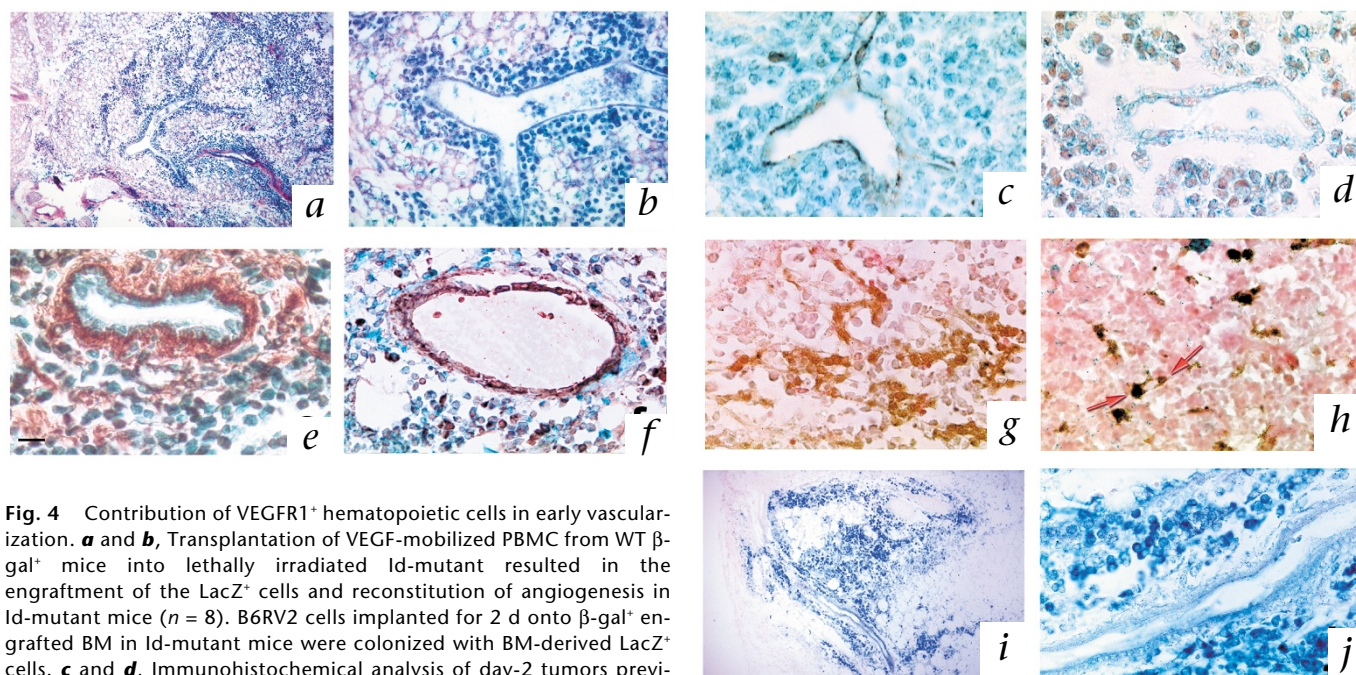 a
b
c
d
e
f
g
h
i
j
Fig. 4 Contribution of VEGFR1⁺ hematopoietic cells in early vascular-
ization. a and b, Transplantation of VEGF-mobilized PBMC from WT β-
gal⁺ mice into lethally irradiated Id-mutant resulted in the
engraftment of the LacZ⁺ cells and reconstitution of angiogenesis in
Id-mutant mice (n = 8). B6RV2 cells implanted for 2 d onto β-gal⁺ en-
grafted BM in Id-mutant mice were colonized with BM-derived LacZ⁺
cells. c and d, Immunohistochemical analysis of day-2 tumors previ-